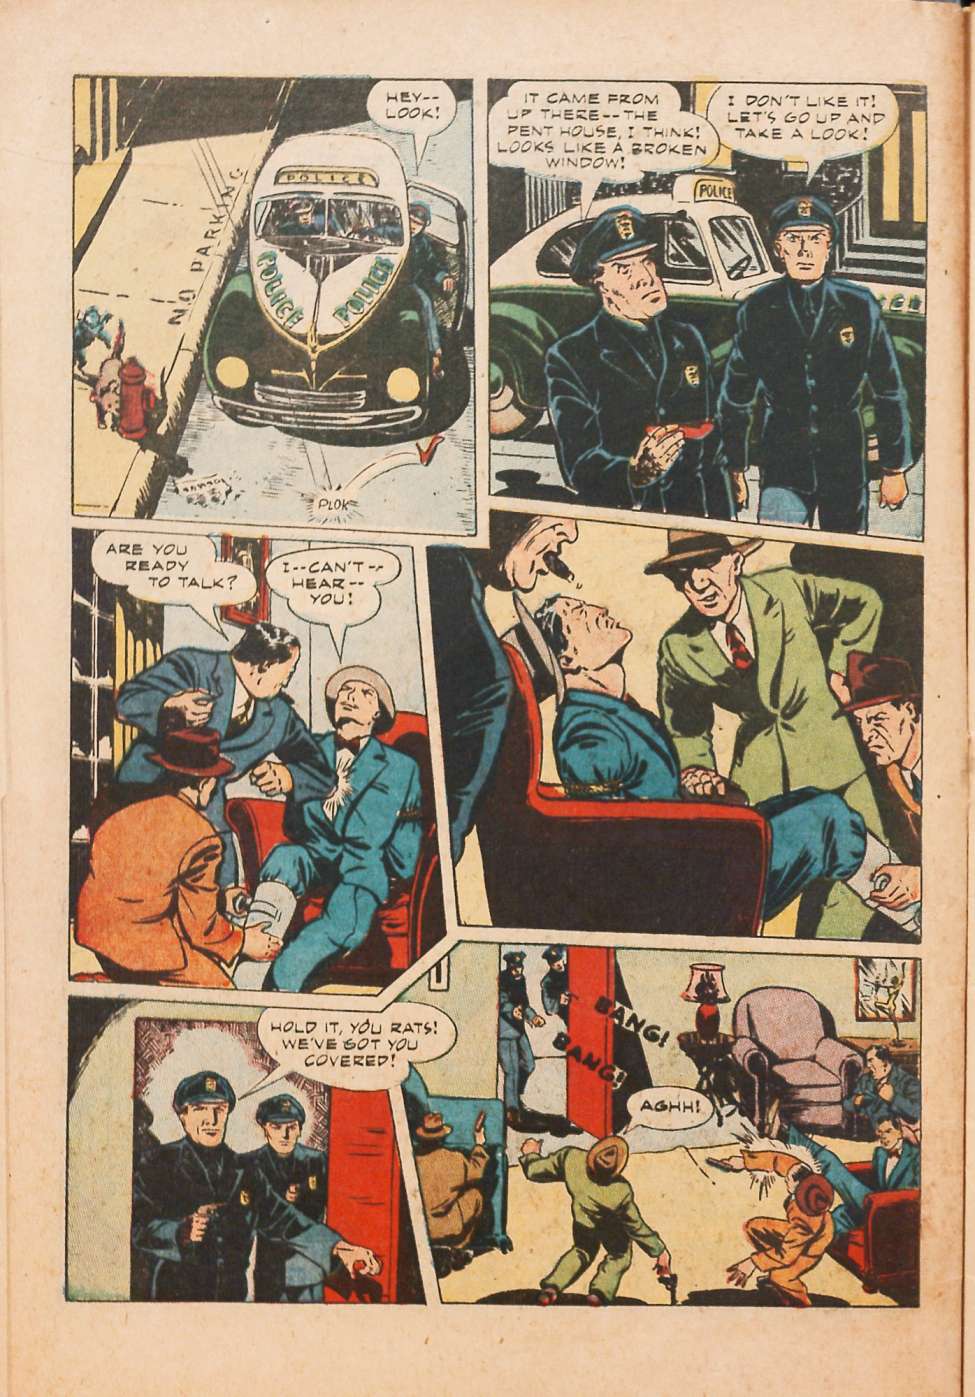 HEY--
LOOK!
POLICE
POLICE
POLICE
NO PARKING
PLOK
IT CAME FROM
UP THERE--THE
PENT HOUSE, I THINK!
LOOKS LIKE A BROKEN
WINDOW!
I DON'T LIKE IT!
LET'S GO UP AND
TAKE A LOOK!
POLICE
ARE YOU
READY
TO TALK?
I--CAN'T--
HEAR--
YOU!
HOLD IT, YOU RATS!
WE'VE GOT YOU
COVERED!
BANG!
BANG!
AGHH!